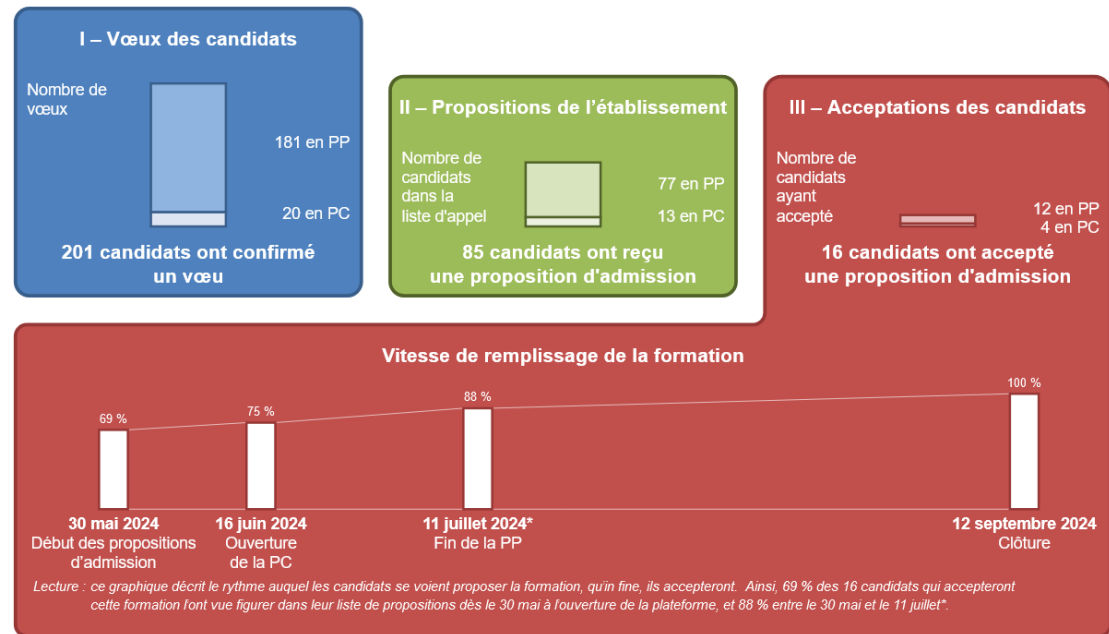 I – Vœux des candidats
Nombre de
vœux
181 en PP
20 en PC
201 candidats ont confirmé
un vœu
II – Propositions de l'établissement
Nombre de
candidats
dans la
liste d'appel
77 en PP
13 en PC
85 candidats ont reçu
une proposition d'admission
III – Acceptations des candidats
Nombre de
candidats
ayant
accepté
12 en PP
4 en PC
16 candidats ont accepté
une proposition d'admission
Vitesse de remplissage de la formation
69 %
75 %
88 %
100 %
30 mai 2024
Début des propositions
d'admission
16 juin 2024
Ouverture
de la PC
11 juillet 2024*
Fin de la PP
12 septembre 2024
Clôture
Lecture : ce graphique décrit le rythme auquel les candidats se voient proposer la formation, qu'in fine, ils accepteront. Ainsi, 69 % des 16 candidats qui accepteront
cette formation l'ont vue figurer dans leur liste de propositions dès le 30 mai à l'ouverture de la plateforme, et 88 % entre le 30 mai et le 11 juillet*.